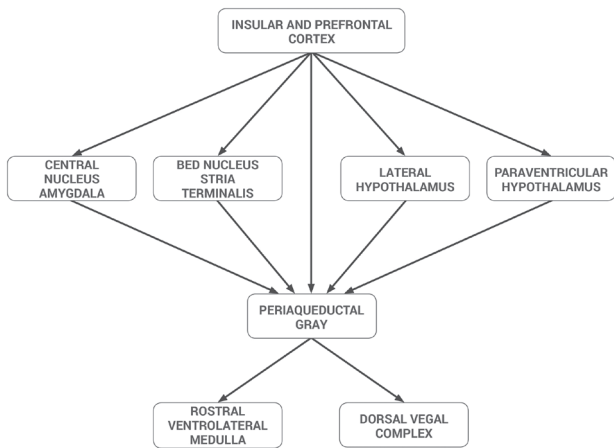 INSULAR AND PREFRONTAL
CORTEX
CENTRAL
NUCLEUS
AMYGDALA
BED NUCLEUS
STRIA
TERMINALIS
LATERAL
HYPOTHALAMUS
PARAVENTRICULAR
HYPOTHALAMUS
PERIAQUEDUCTAL
GRAY
ROSTRAL
VENTROLATERAL
MEDULLA
DORSAL VEGAL
COMPLEX